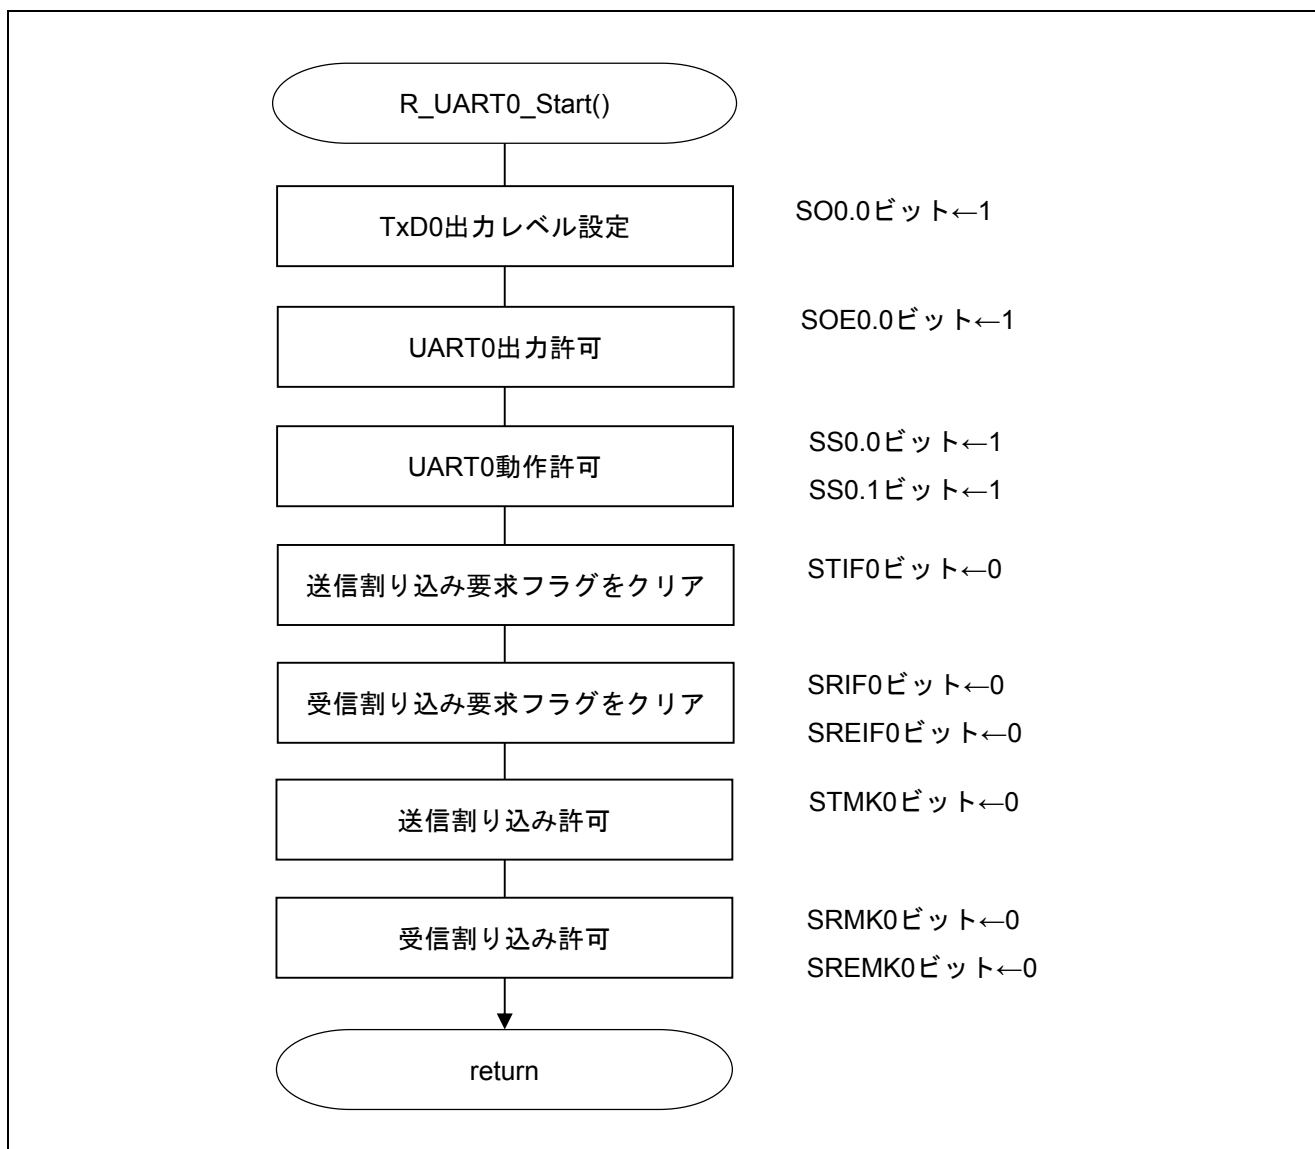 R_UART0_Start()
TxD0出力レベル設定
SO0.0ビット←1
UART0出力許可
SOE0.0ビット←1
UART0動作許可
SS0.0ビット←1
SS0.1ビット←1
送信割り込み要求フラグをクリア
STIF0ビット←0
受信割り込み要求フラグをクリア
SRIF0ビット←0
SREIF0ビット←0
送信割り込み許可
STMK0ビット←0
受信割り込み許可
SRMK0ビット←0
SREMK0ビット←0
return